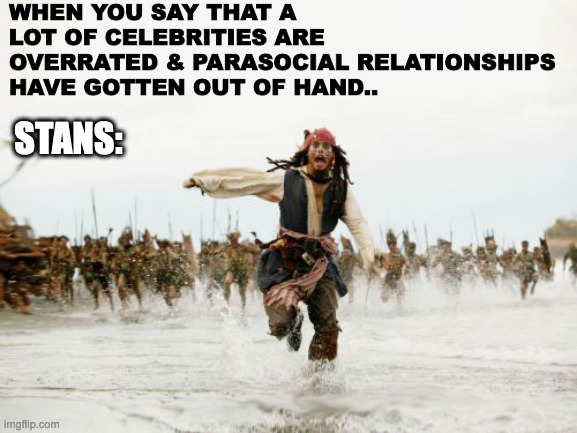 WHEN YOU SAY THAT A
LOT OF CELEBRITIES ARE
OVERRATED & PARASOCIAL RELATIONSHIPS
HAVE GOTTEN OUT OF HAND..
STANS:
imgflip.com